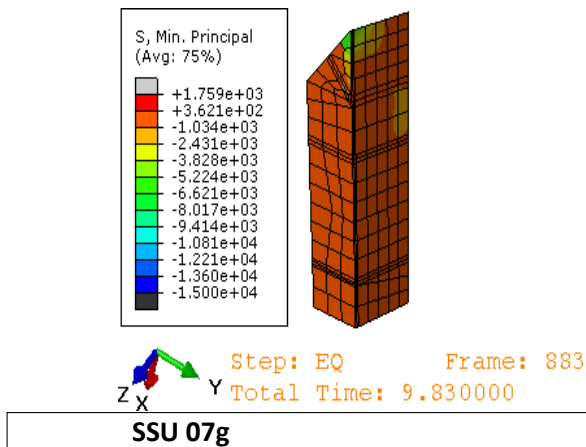 S, Min. Principal
(Avg: 75%)
+1.759e+03
+3.621e+02
-1.034e+03
-2.431e+03
-3.828e+03
-5.224e+03
-6.621e+03
-8.017e+03
-9.414e+03
-1.081e+04
-1.221e+04
-1.360e+04
-1.500e+04
Step: EQ Frame: 883
Z X Y Total Time: 9.830000
SSU 07g